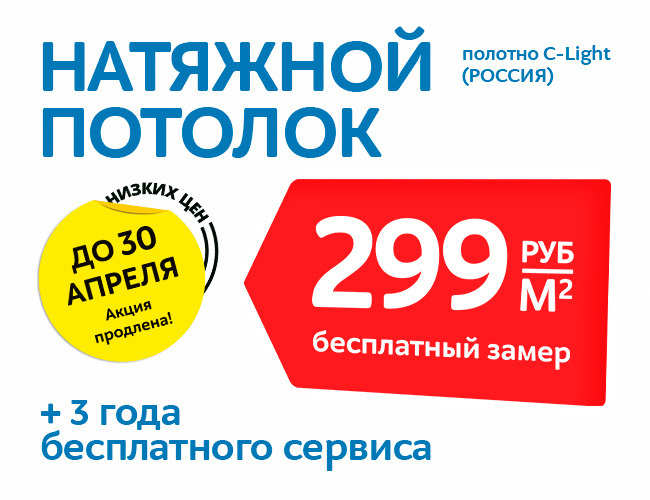 НАТЯЖНОЙ
ПОТОЛОК
полотно C-Light
(РОССИЯ)
НИЗКИХ ЦЕН
ДО 30
АПРЕЛЯ
Акция
продлена!
299 РУБ
М²
бесплатный замер
+ 3 года
бесплатного сервиса